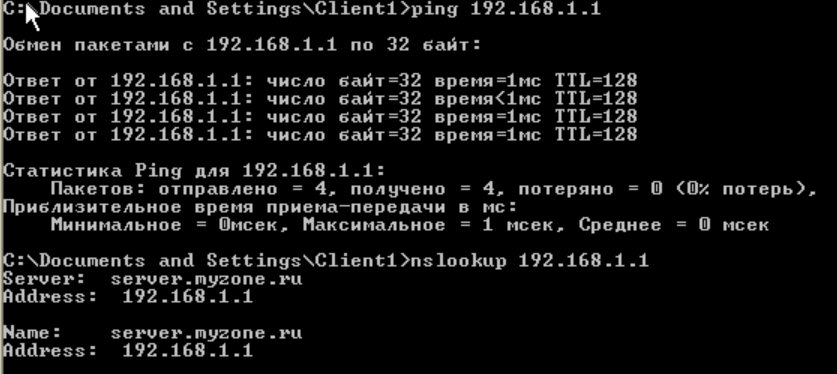 C:\Documents and Settings\Client1>ping 192.168.1.1
Обмен пакетами с 192.168.1.1 по 32 байт:
Ответ от 192.168.1.1: число байт=32 время=1мс TTL=128
Ответ от 192.168.1.1: число байт=32 время<1мс TTL=128
Ответ от 192.168.1.1: число байт=32 время=1мс TTL=128
Ответ от 192.168.1.1: число байт=32 время=1мс TTL=128
Статистика Ping для 192.168.1.1:
Пакетов: отправлено = 4, получено = 4, потеряно = 0 (0% потерь),
Приблизительное время приема-передачи в мс:
Минимальное = 0мсек, Максимальное = 1 мсек, Среднее = 0 мсек
C:\Documents and Settings\Client1>nslookup 192.168.1.1
Server:  server.myzone.ru
Address:  192.168.1.1
Name:    server.myzone.ru
Address:  192.168.1.1